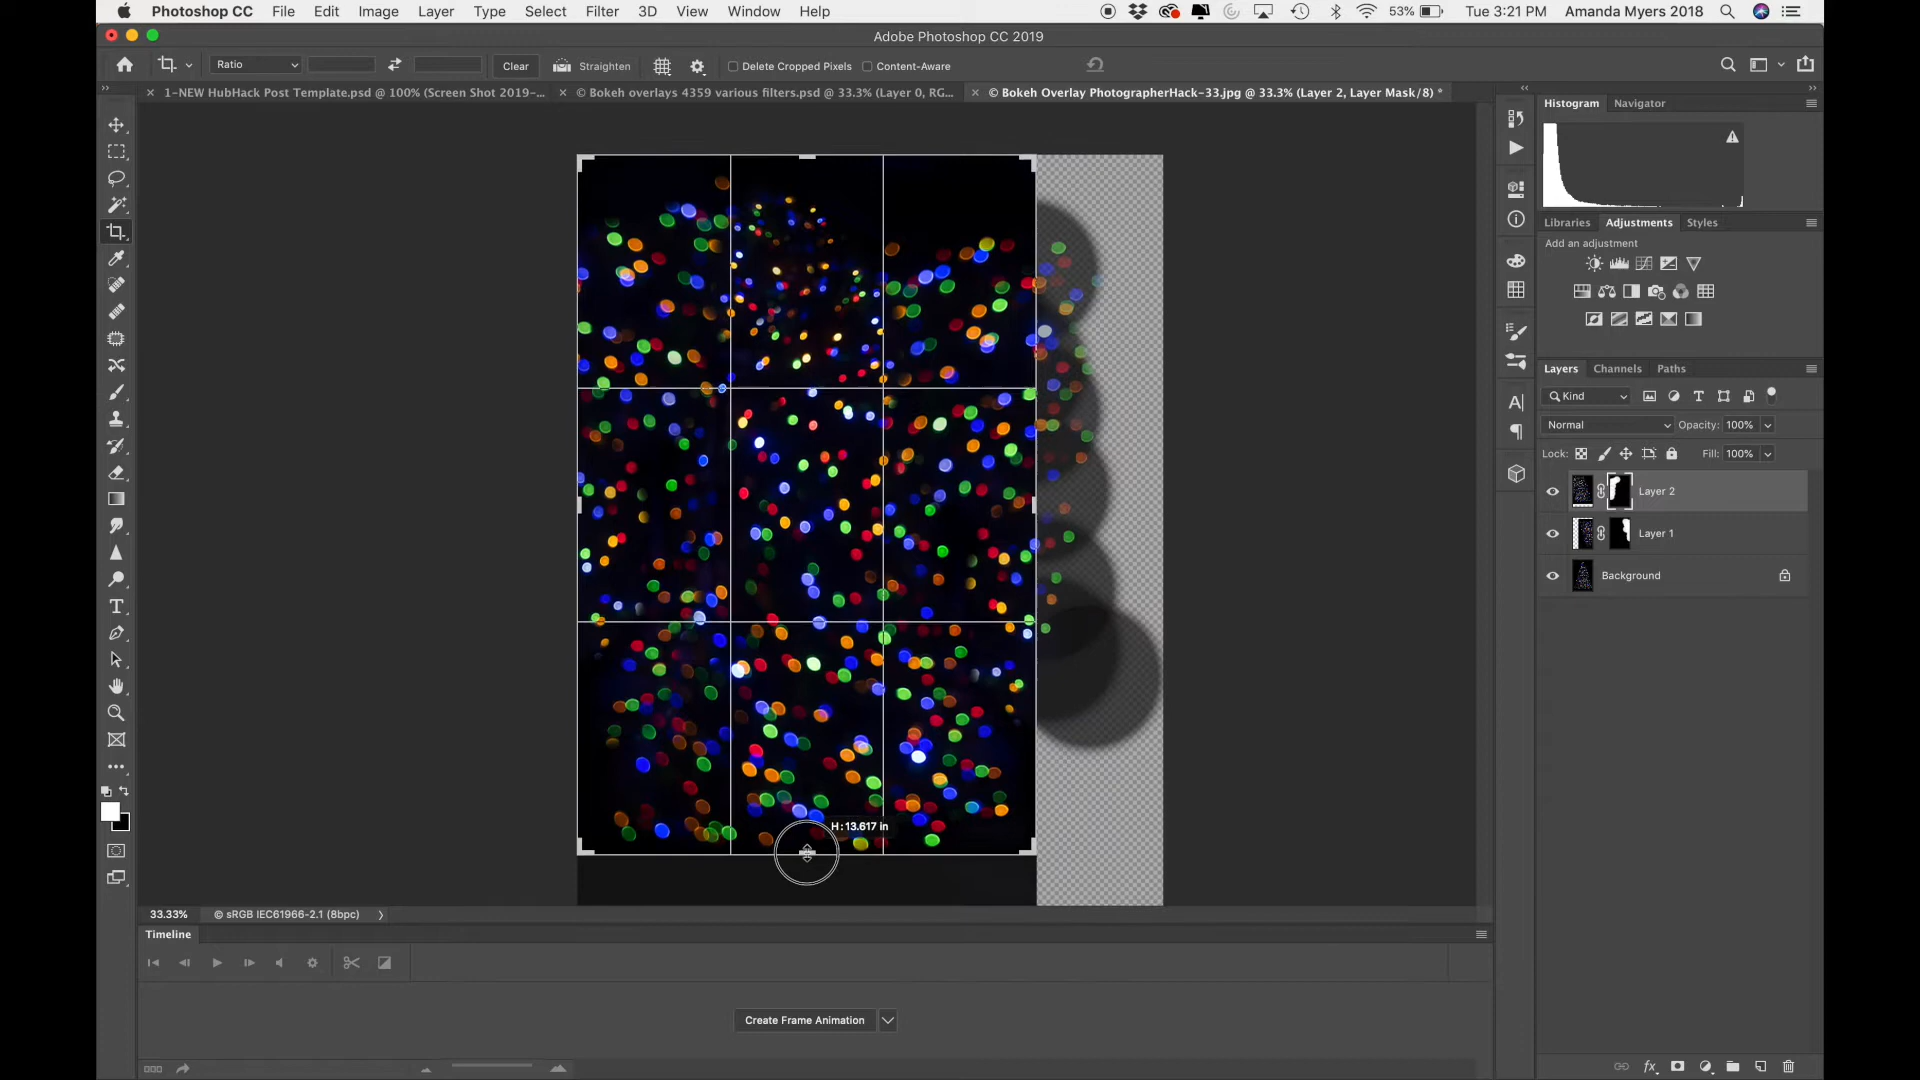 Photoshop CC File Edit Image Layer Type Select Filter 3D View Window Help 53% Tue 3:21 PM Amanda Myers 2018
Adobe Photoshop CC 2019
Ratio Clear Straighten Delete Cropped Pixels Content-Aware
1-NEW HubHack Post Template.psd @ 100% (Screen Shot 2019-... © Bokeh overlays 4359 various filters.psd @ 33.3% (Layer 0, RG... © Bokeh Overlay PhotographerHack-33.jpg @ 33.3% (Layer 2, Layer Mask/8) *
Histogram Navigator
Libraries Adjustments Styles
Add an adjustment
Layers Channels Paths
Kind
Normal Opacity: 100%
Lock: Fill: 100%
Layer 2
Layer 1
Background
H: 13.617 in
33.33% © sRGB IEC61966-2.1 (8bpc)
Timeline
Create Frame Animation